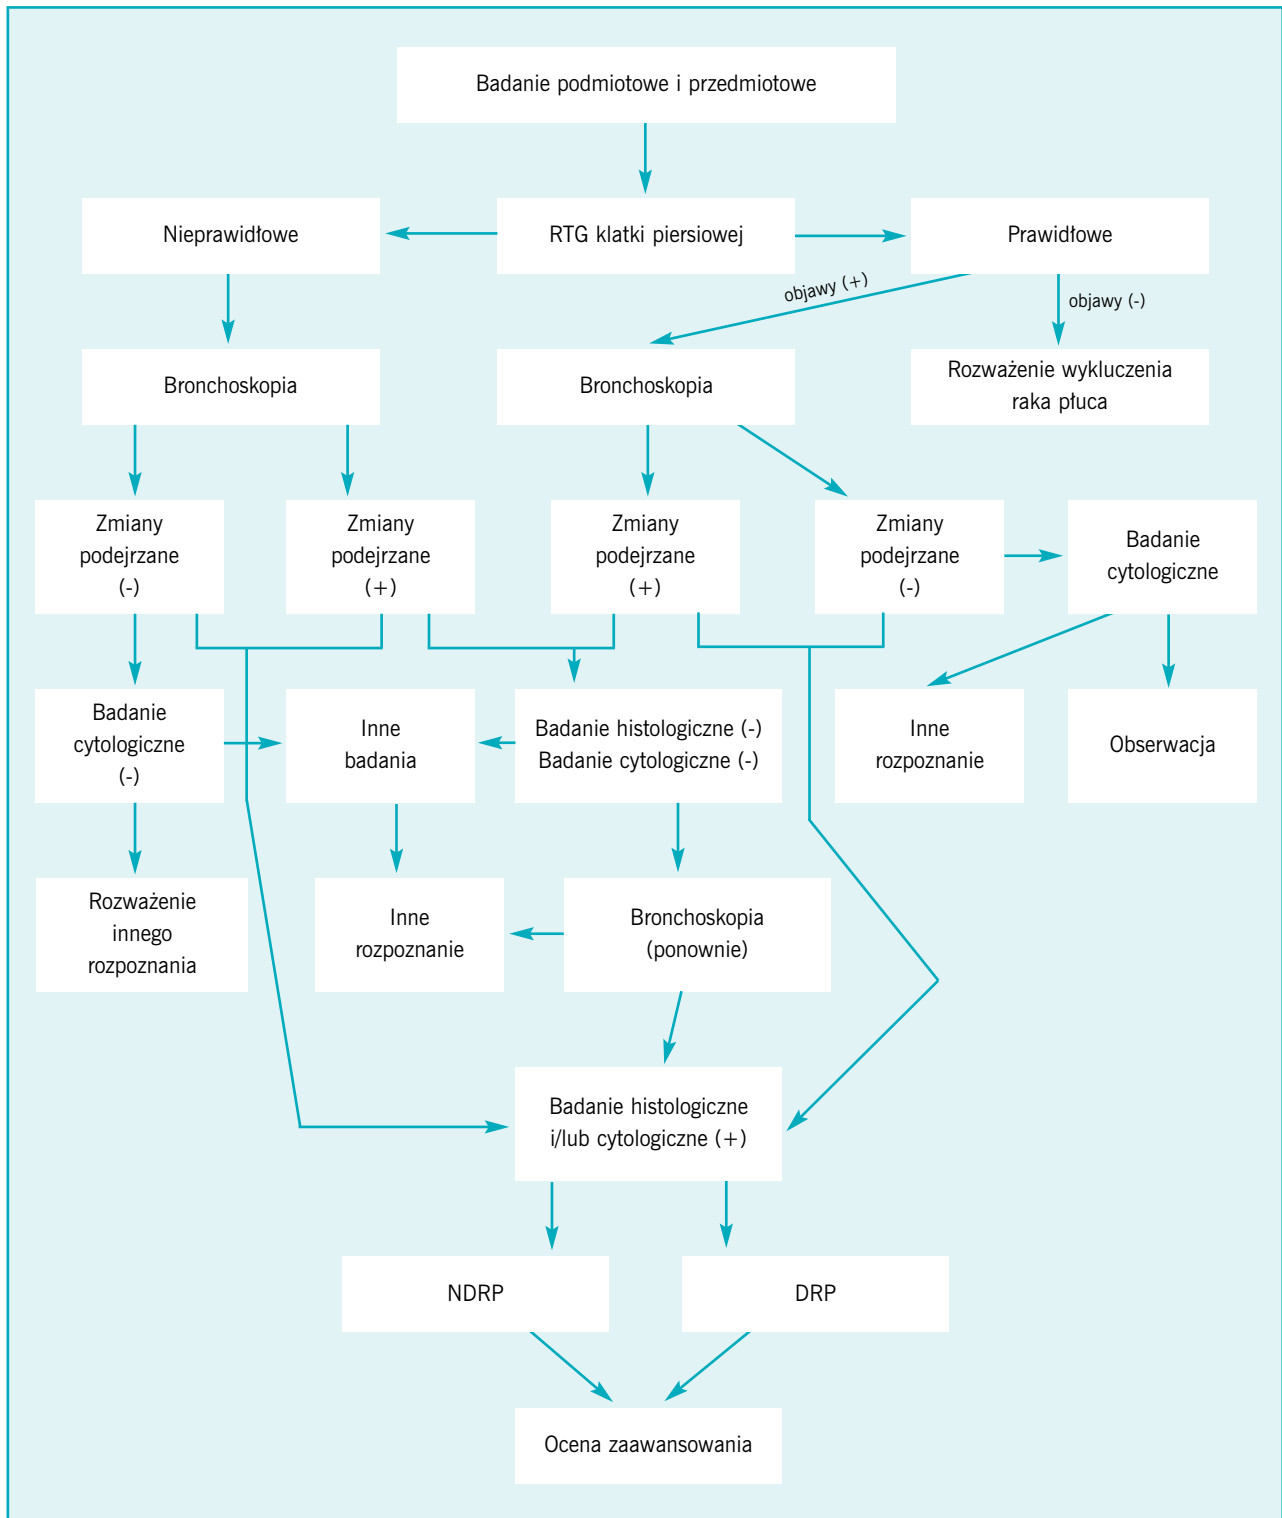 Badanie podmiotowe i przedmiotowe
Nieprawidłowe
RTG klatki piersiowej
Prawidłowe
objawy (+)
objawy (-)
Bronchoskopia
Bronchoskopia
Rozważenie wykluczenia
raka płuca
Zmiany
podejrzane
(-)
Zmiany
podejrzane
(+)
Zmiany
podejrzane
(+)
Zmiany
podejrzane
(-)
Badanie
cytologiczne
Badanie
cytologiczne
(-)
Inne
badania
Badanie histologiczne (-)
Badanie cytologiczne (-)
Inne
rozpoznanie
Obserwacja
Rozważenie
innego
rozpoznania
Inne
rozpoznanie
Bronchoskopia
(ponownie)
Badanie histologiczne
i/lub cytologiczne (+)
NDRP
DRP
Ocena zaawansowania